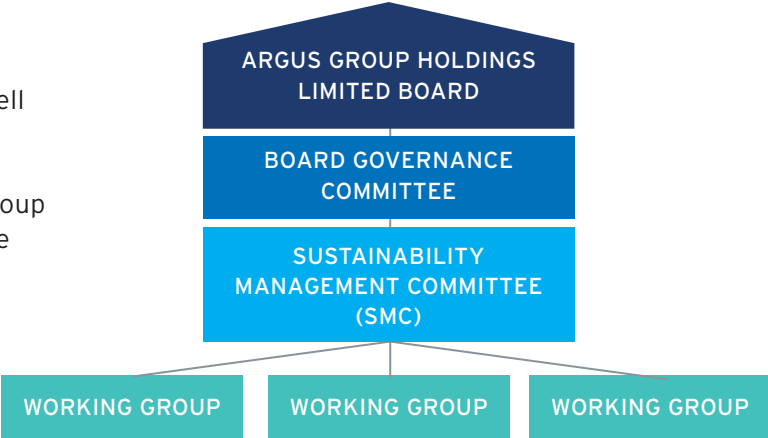 ARGUS GROUP HOLDINGS
LIMITED BOARD
BOARD GOVERNANCE
COMMITTEE
SUSTAINABILITY
MANAGEMENT COMMITTEE
(SMC)
WORKING GROUP
WORKING GROUP
WORKING GROUP